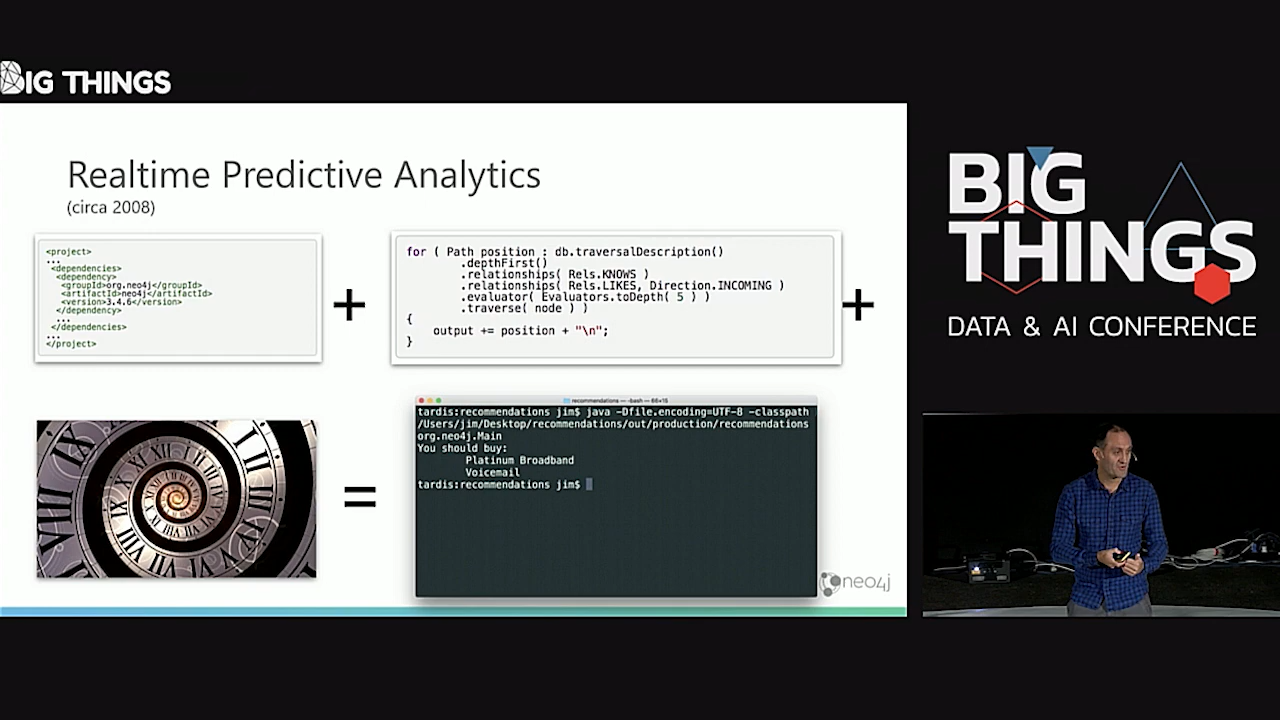 BIG THINGS
Realtime Predictive Analytics
(circa 2008)
<project>
...
<dependencies>
<dependency>
<groupId>org.neo4j</groupId>
<artifactId>neo4j</artifactId>
<version>3.4.6</version>
</dependency>
...
</dependencies>
...
</project>
+
for ( Path position : db.traversalDescription()
.depthFirst()
.relationships( Rels.KNOWS )
.relationships( Rels.LIKES, Direction.INCOMING )
.evaluator( Evaluators.toDepth( 5 ) )
.traverse( node ) )
{
output += position + "\n";
}
+
=
recommendations — -bash — 66×15
tardis:recommendations jim$ java -Dfile.encoding=UTF-8 -classpath
/Users/jim/Desktop/recommendations/out/production/recommendations
org.neo4j.Main
You should buy:
Platinum Broadband
Voicemail
tardis:recommendations jim$
neo4j
BIG
THINGS
DATA & AI CONFERENCE